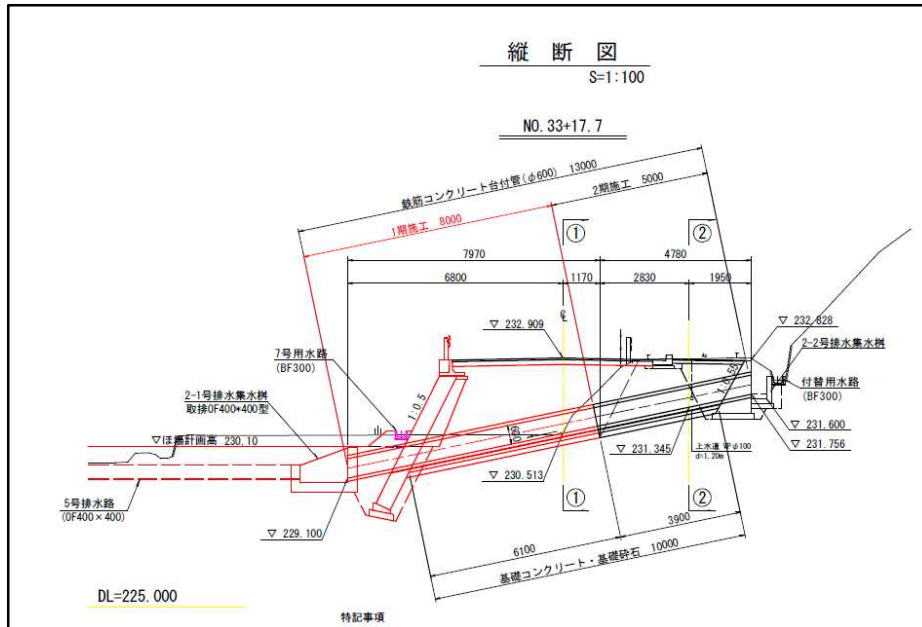 縦 断 図
S=1:100
NO. 33+17.7
鉄筋コンクリート台付管(φ600) 13000
1期施工 8000
2期施工 5000
① ②
7970 4780
6800 1170 2830 1950
▽ 232.909
▽ 232.828
7号用水路
(BF300)
2-2号排水集水桝
付替用水路
(BF300)
2-1号排水集水桝
取排OF400*400型
1:0.5
1:0.55
▽ほ場計画高 230.10
600
▽ 231.600
▽ 231.756
▽ 231.345
上水道 VPφ100
d=1.20m
▽ 230.513
5号排水路
(OF400×400)
① ②
▽ 229.100
6100 3900
基礎コンクリート・基礎砕石 10000
DL=225.000
特記事項